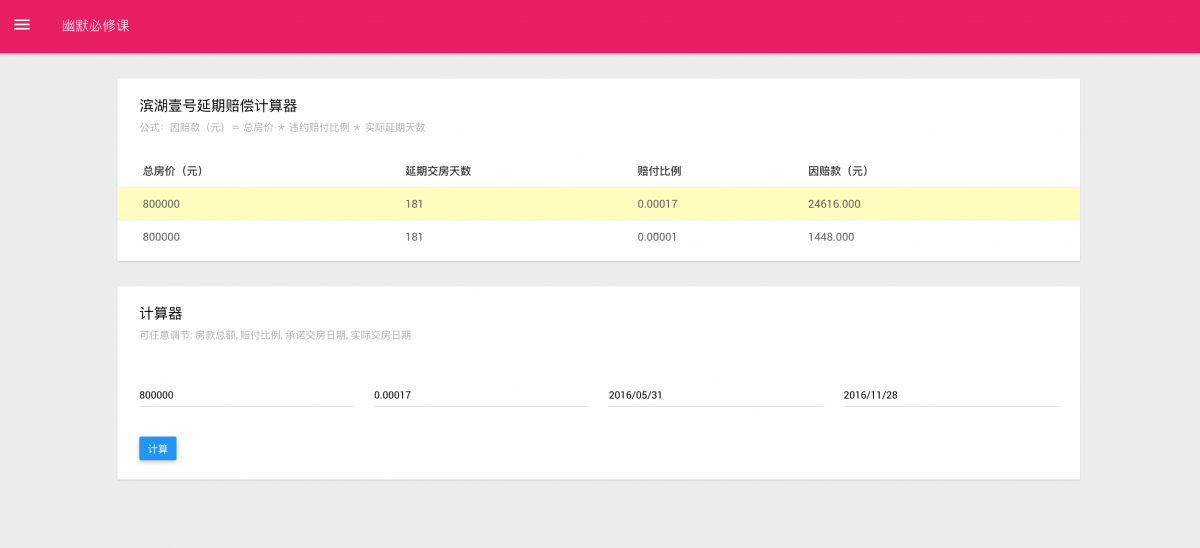 幽默必修课
滨湖壹号延期赔偿计算器
公式：因赔款（元）＝ 总房价 ＊ 违约赔付比例 ＊ 实际延期天数
总房价（元） 延期交房天数 赔付比例 因赔款（元）
800000 181 0.00017 24616.000
800000 181 0.00001 1448.000
计算器
可任意调节: 房款总额, 赔付比例, 承诺交房日期, 实际交房日期
800000 0.00017 2016/05/31 2016/11/28
计算